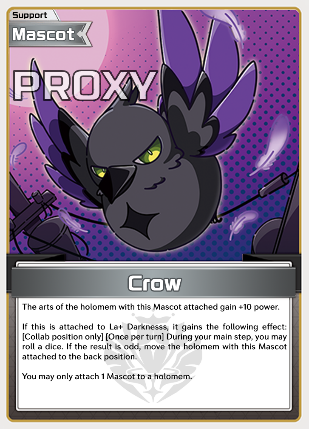 Support
Mascot
PROXY
Crow
The arts of the holomem with this Mascot attached gain +10 power.
If this is attached to La+ Darknesss, it gains the following effect:
[Collab position only] [Once per turn] During your main step, you may
roll a dice. If the result is odd, move the holomem with this Mascot
attached to the back position.
You may only attach 1 Mascot to a holomem.